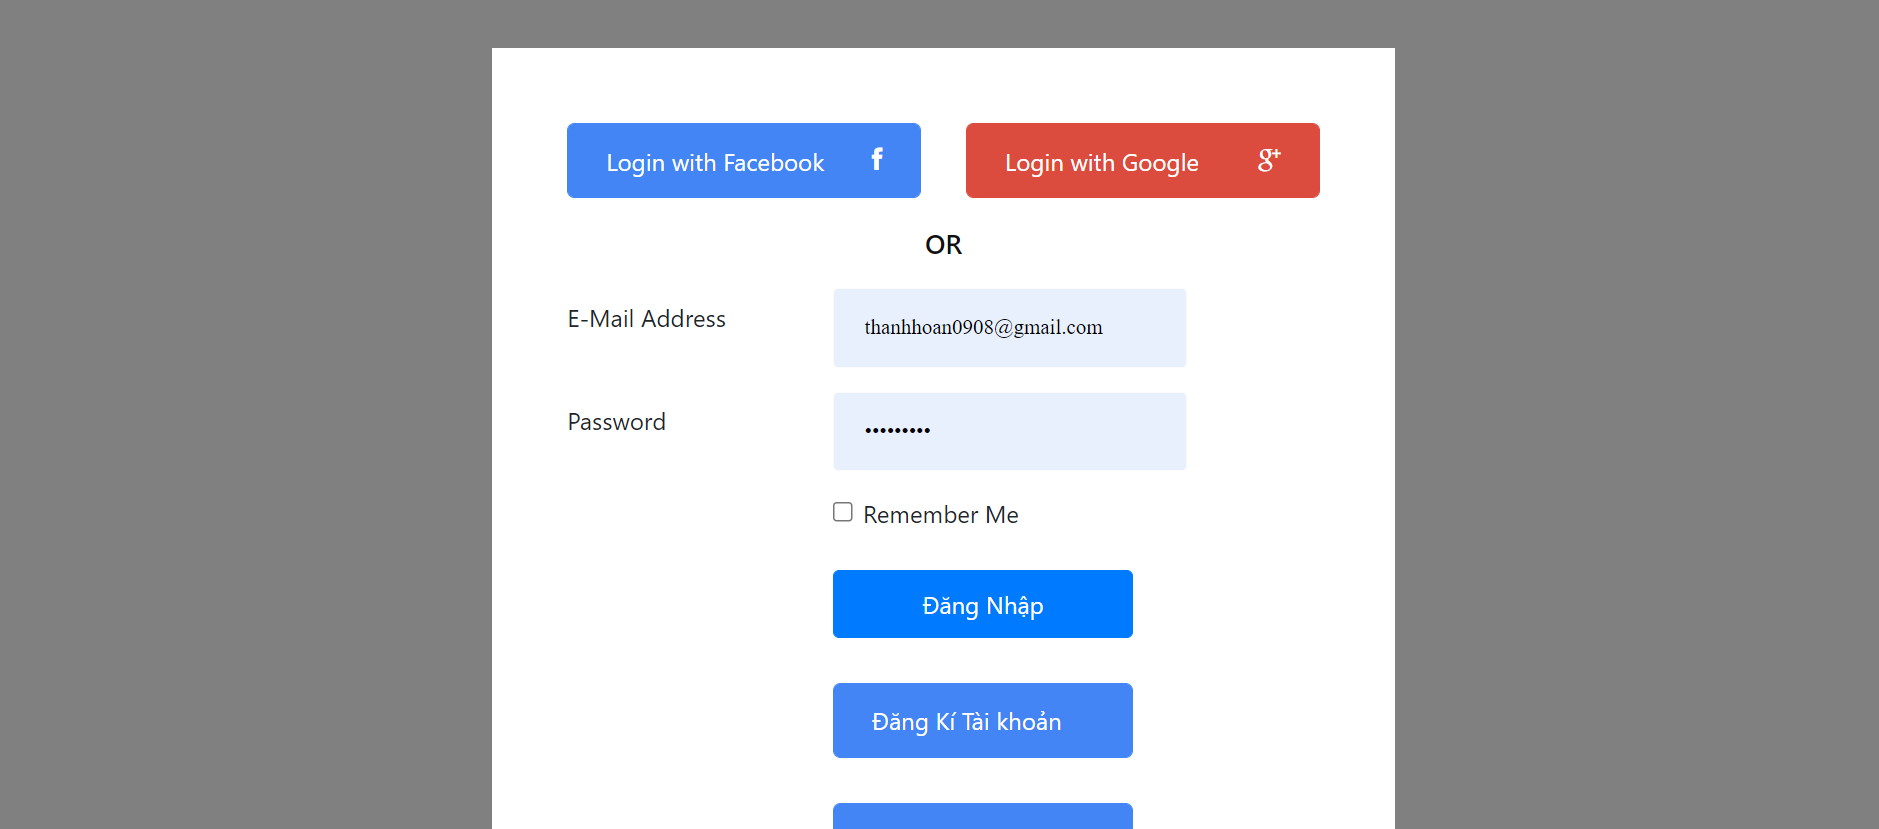 Login with Facebook
Login with Google
OR
E-Mail Address
thanhhoan0908@gmail.com
Password
•••••••••
Remember Me
Đăng Nhập
Đăng Kí Tài khoản